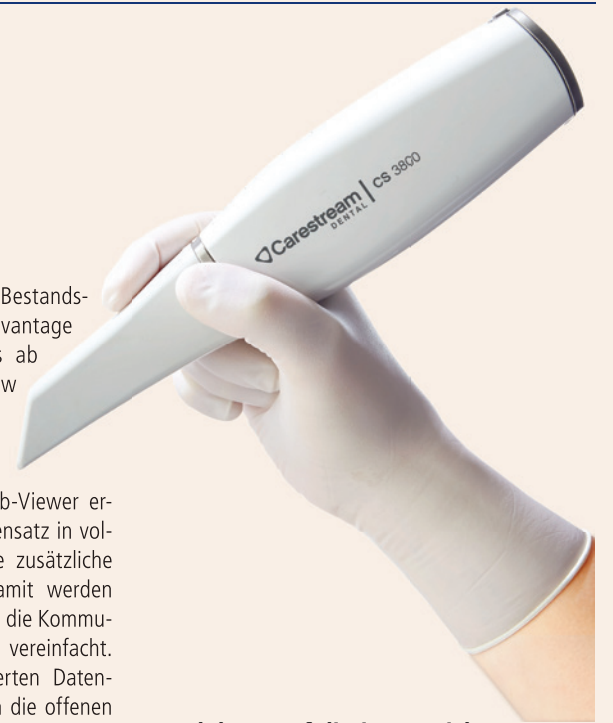 Carestream | CS 3800
DENTAL
Bestands-
vantage
s ab
w
b-Viewer er-
ensatz in vol-
e zusätzliche
amit werden
die Kommu-
vereinfacht.
erten Daten-
die offenen